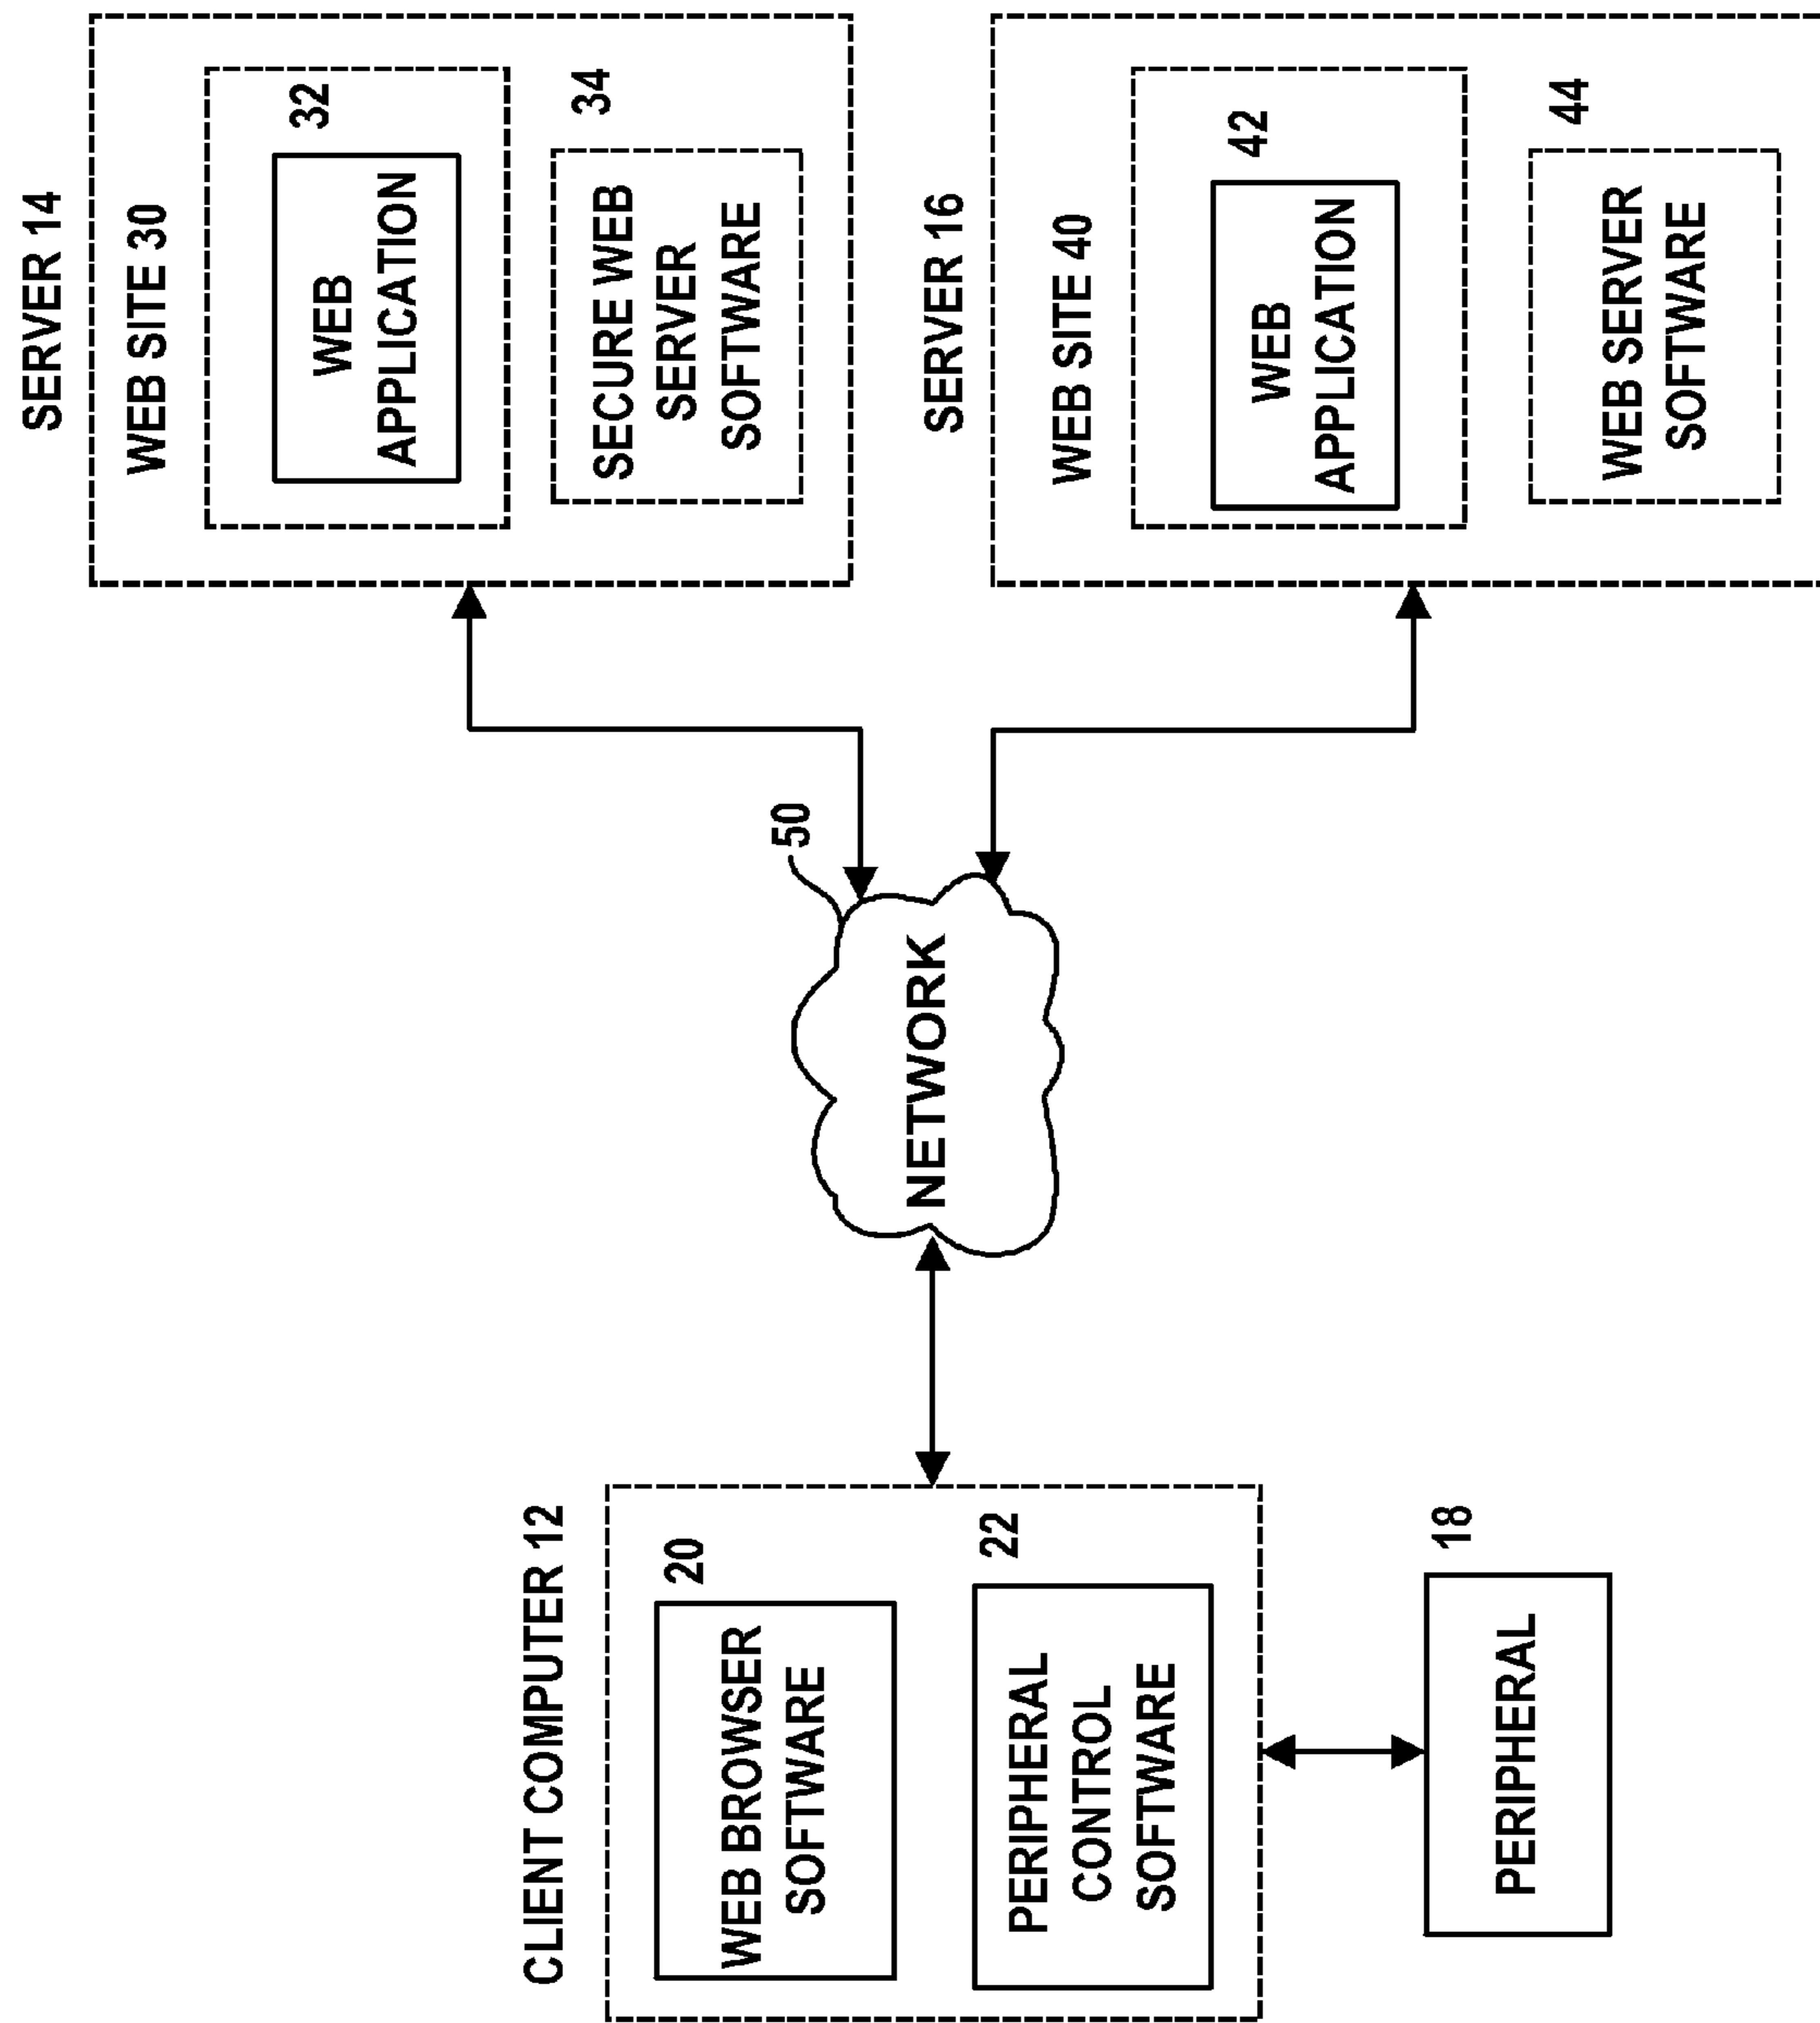 CLIENT COMPUTER 12
20
WEB BROWSER
SOFTWARE
22
PERIPHERAL
CONTROL
SOFTWARE
18
PERIPHERAL
NETWORK
50
SERVER 14
WEB SITE 30
32
WEB
APPLICATION
34
SECURE WEB
SERVER
SOFTWARE
SERVER 16
WEB SITE 40
42
WEB
APPLICATION
44
WEB SERVER
SOFTWARE